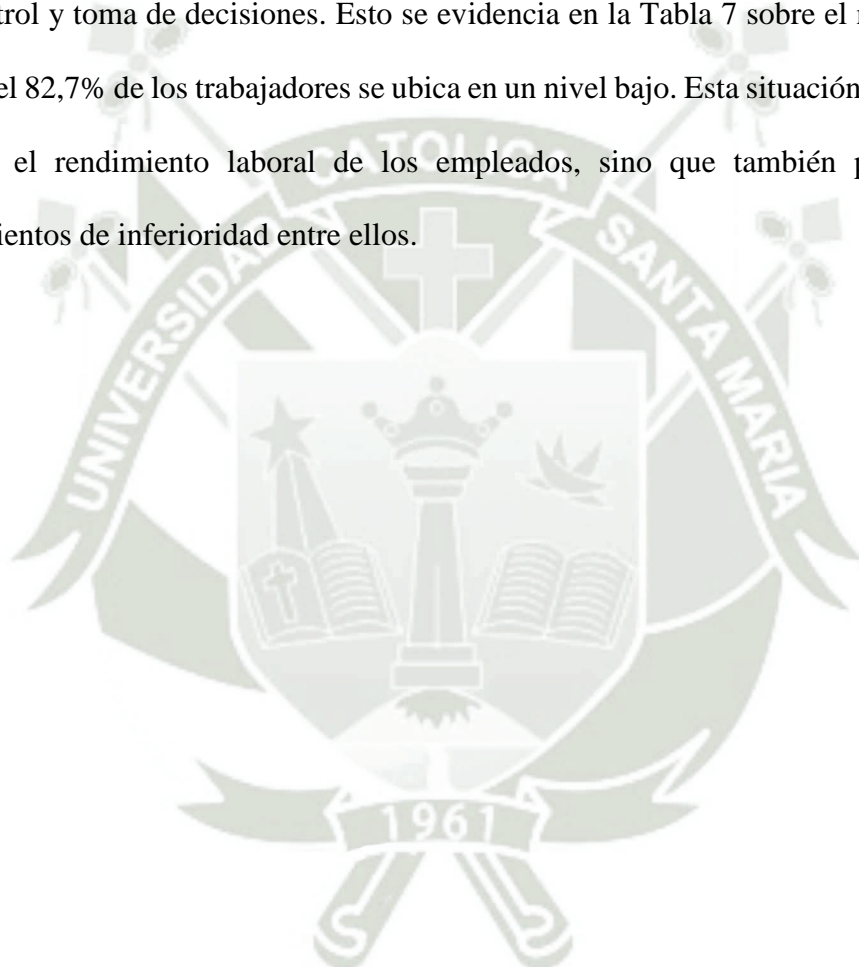 trol y toma de decisiones. Esto se evidencia en la Tabla 7 sobre el
el 82,7% de los trabajadores se ubica en un nivel bajo. Esta situación
el rendimiento laboral de los empleados, sino que también p
ientos de inferioridad entre ellos.
UNIVERSIDAD CATOLICA SANTA MARIA
1961